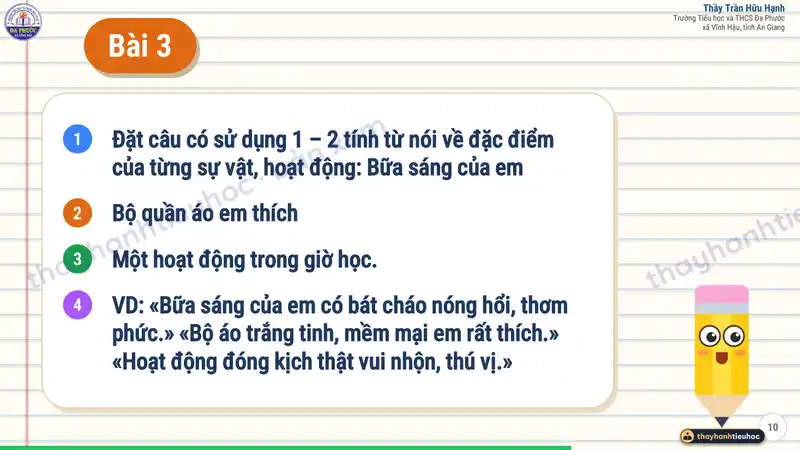 Thầy Trần Hữu Hạnh
Trường Tiểu học và THCS Đa Phước
xã Vĩnh Hậu, tỉnh An Giang
ĐA PHƯỚC
Bài 3
1 Đặt câu có sử dụng 1 – 2 tính từ nói về đặc điểm
của từng sự vật, hoạt động: Bữa sáng của em
2 Bộ quần áo em thích
3 Một hoạt động trong giờ học.
4 VD: «Bữa sáng của em có bát cháo nóng hổi, thơm
phức.» «Bộ áo trắng tinh, mềm mại em rất thích.»
«Hoạt động đóng kịch thật vui nhộn, thú vị.»
thayhanhtieuhoc
10